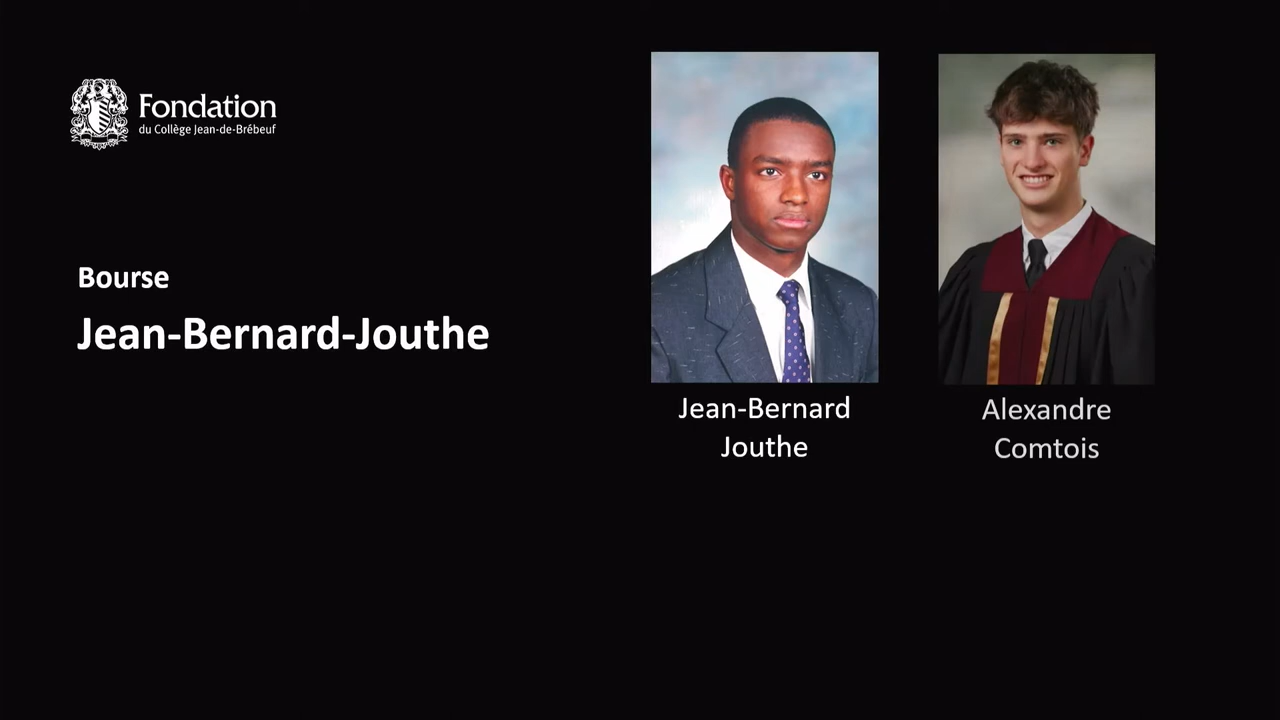 Fondation
du Collège Jean-de-Brébeuf
Bourse
Jean-Bernard-Jouthe
Jean-Bernard
Jouthe
Alexandre
Comtois